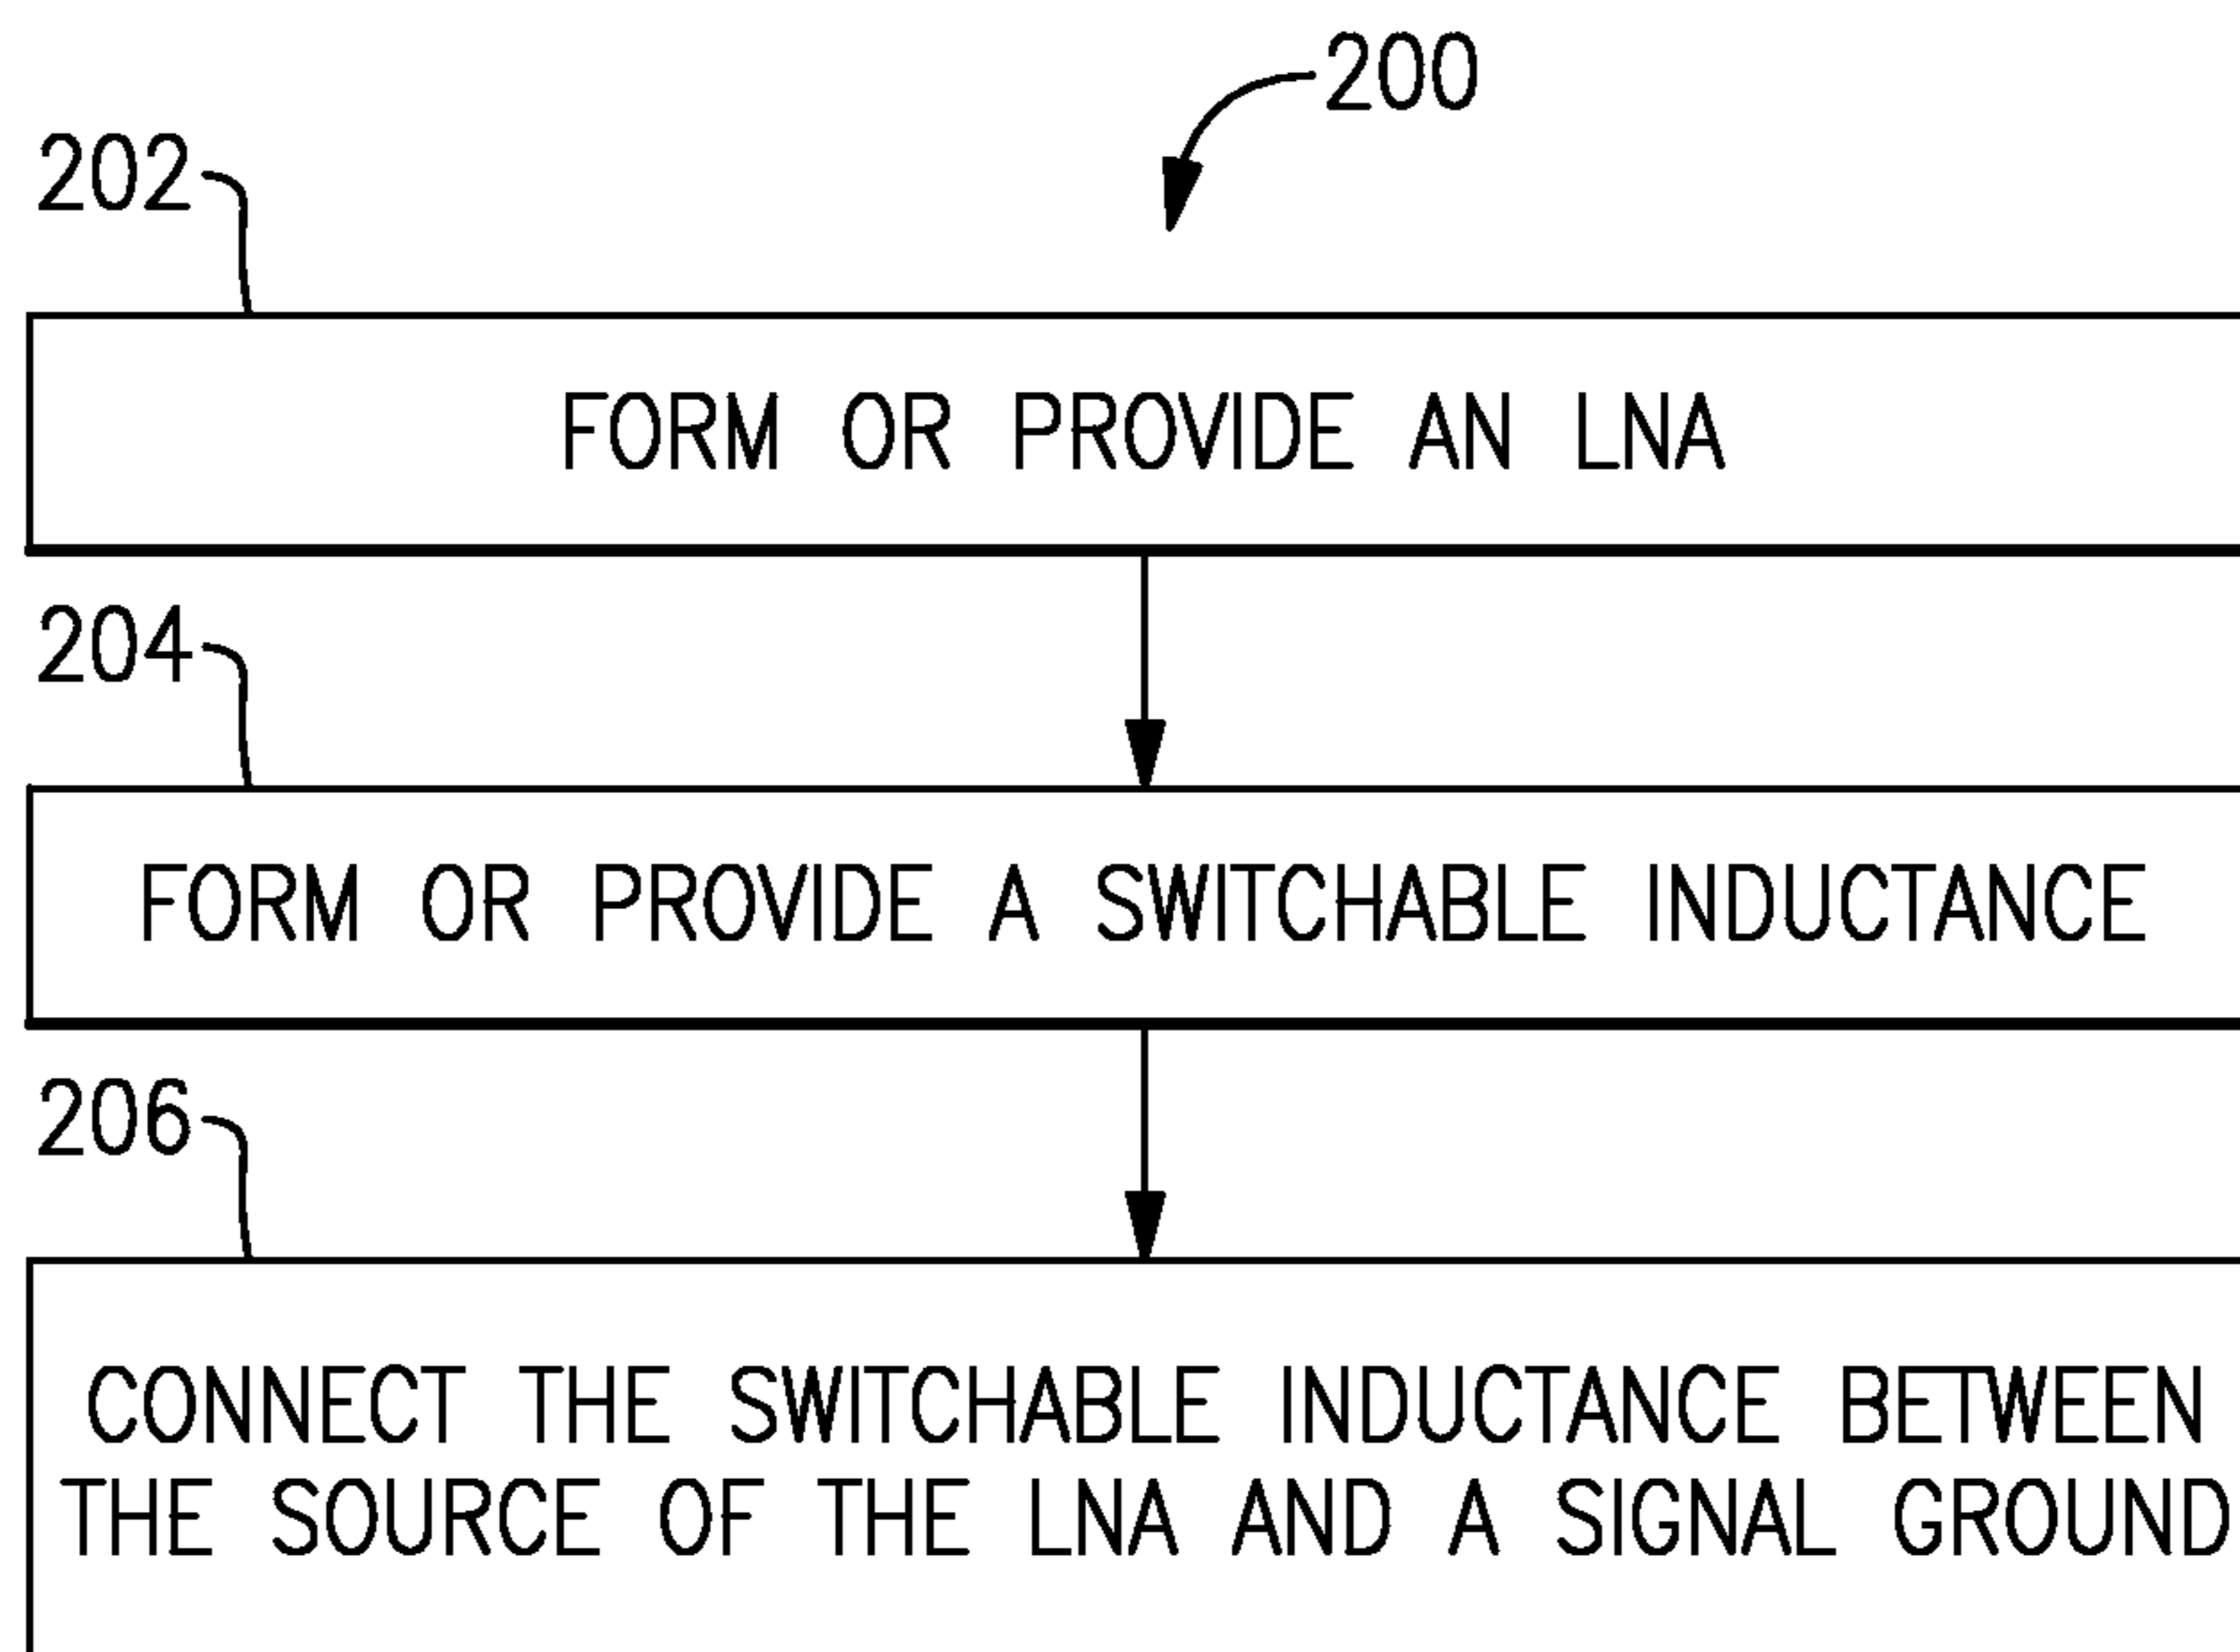 200
202
FORM OR PROVIDE AN LNA
204
FORM OR PROVIDE A SWITCHABLE INDUCTANCE
206
CONNECT THE SWITCHABLE INDUCTANCE BETWEEN
THE SOURCE OF THE LNA AND A SIGNAL GROUND